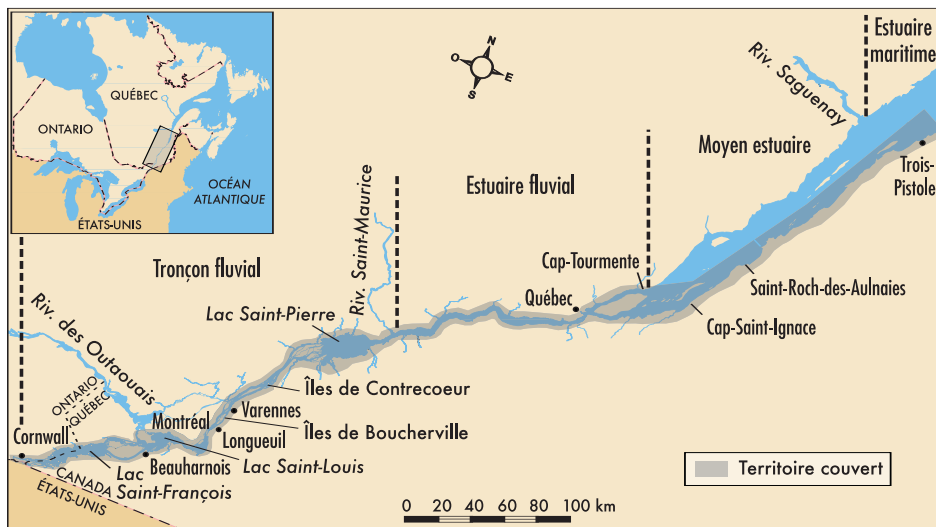 QUÉBEC
ONTARIO
OCÉAN
ATLANTIQUE
ÉTATS-UNIS
N
O
E
S
Estuaire
maritime
Riv. Saguenay
Moyen estuaire
Trois-
Pistole
Estuaire fluvial
Riv. Saint-Maurice
Tronçon fluvial
Cap-Tourmente
Saint-Roch-des-Aulnaies
Québec
Cap-Saint-Ignace
Lac Saint-Pierre
Riv. des Outaouais
Îles de Contrecoeur
ONTARIO
QUÉBEC
Varennes
Montréal
Îles de Boucherville
Cornwall
Longueuil
Beauharnois
Lac Saint-Louis
Lac
Saint-François
CANADA
ÉTATS-UNIS
Territoire couvert
0 20 40 60 80 100 km